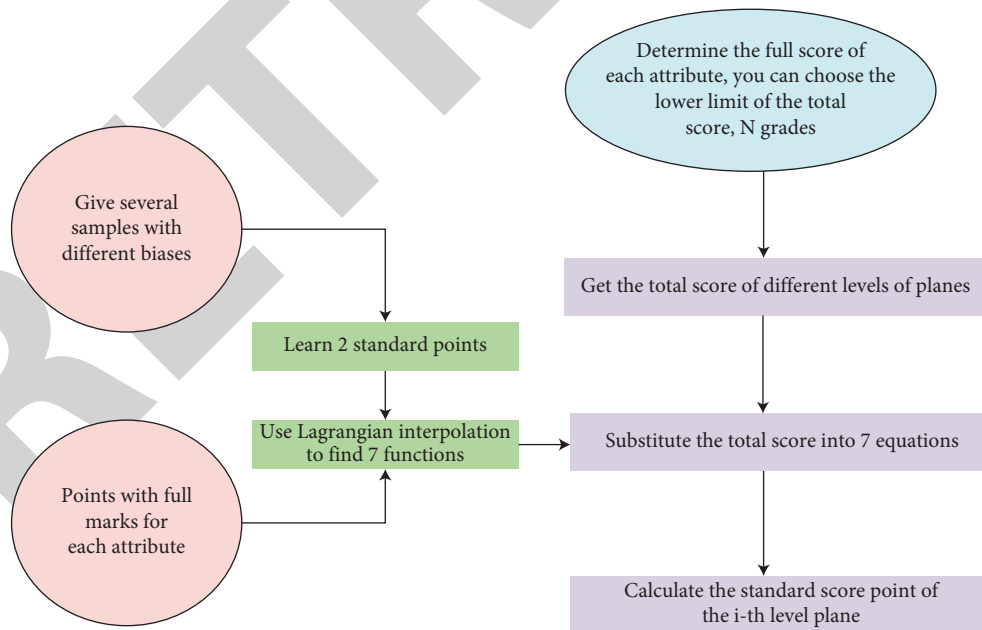 Determine the full score of
each attribute, you can choose the
lower limit of the total
score, N grades
Give several
samples with
different biases
Get the total score of different levels of planes
Learn 2 standard points
Use Lagrangian interpolation
to find 7 functions
Substitute the total score into 7 equations
Points with full
marks for
each attribute
Calculate the standard score point of
the i-th level plane
RETR